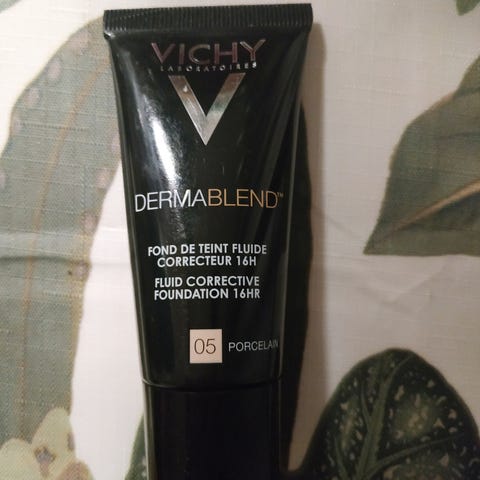 VICHY
LABORATOIRES
V
DERMABLEND™
FOND DE TEINT FLUIDE
CORRECTEUR 16H
FLUID CORRECTIVE
FOUNDATION 16HR
05 PORCELAIN